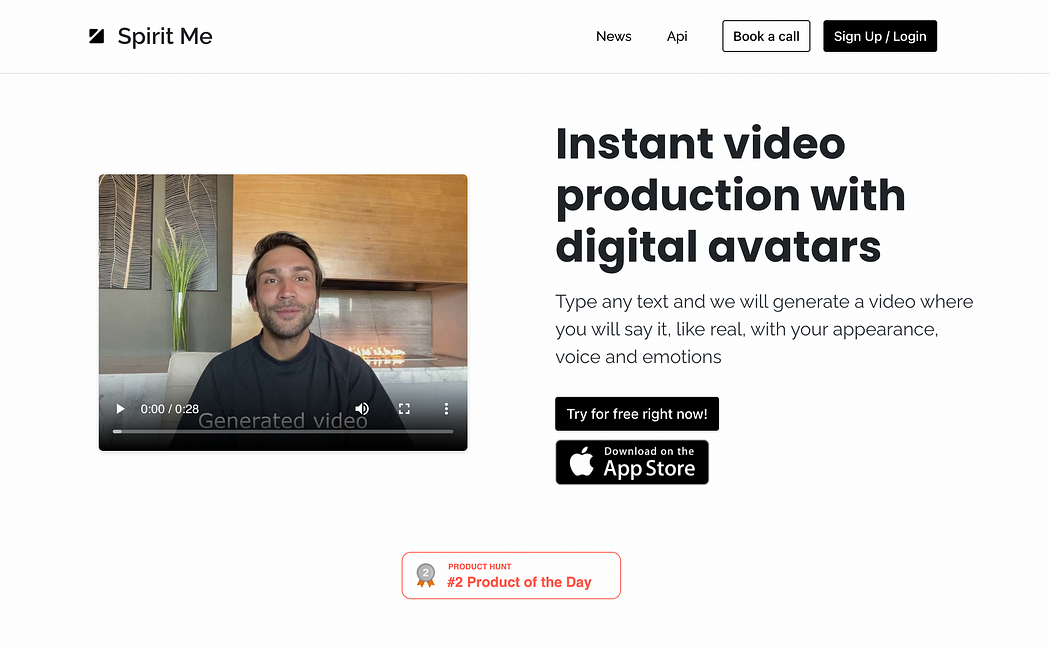 Spirit Me
News
Api
Book a call
Sign Up / Login
Instant video
production with
digital avatars
Type any text and we will generate a video where
you will say it, like real, with your appearance,
voice and emotions
Try for free right now!
Download on the
App Store
0:00 / 0:28
Generated video
2
PRODUCT HUNT
#2 Product of the Day